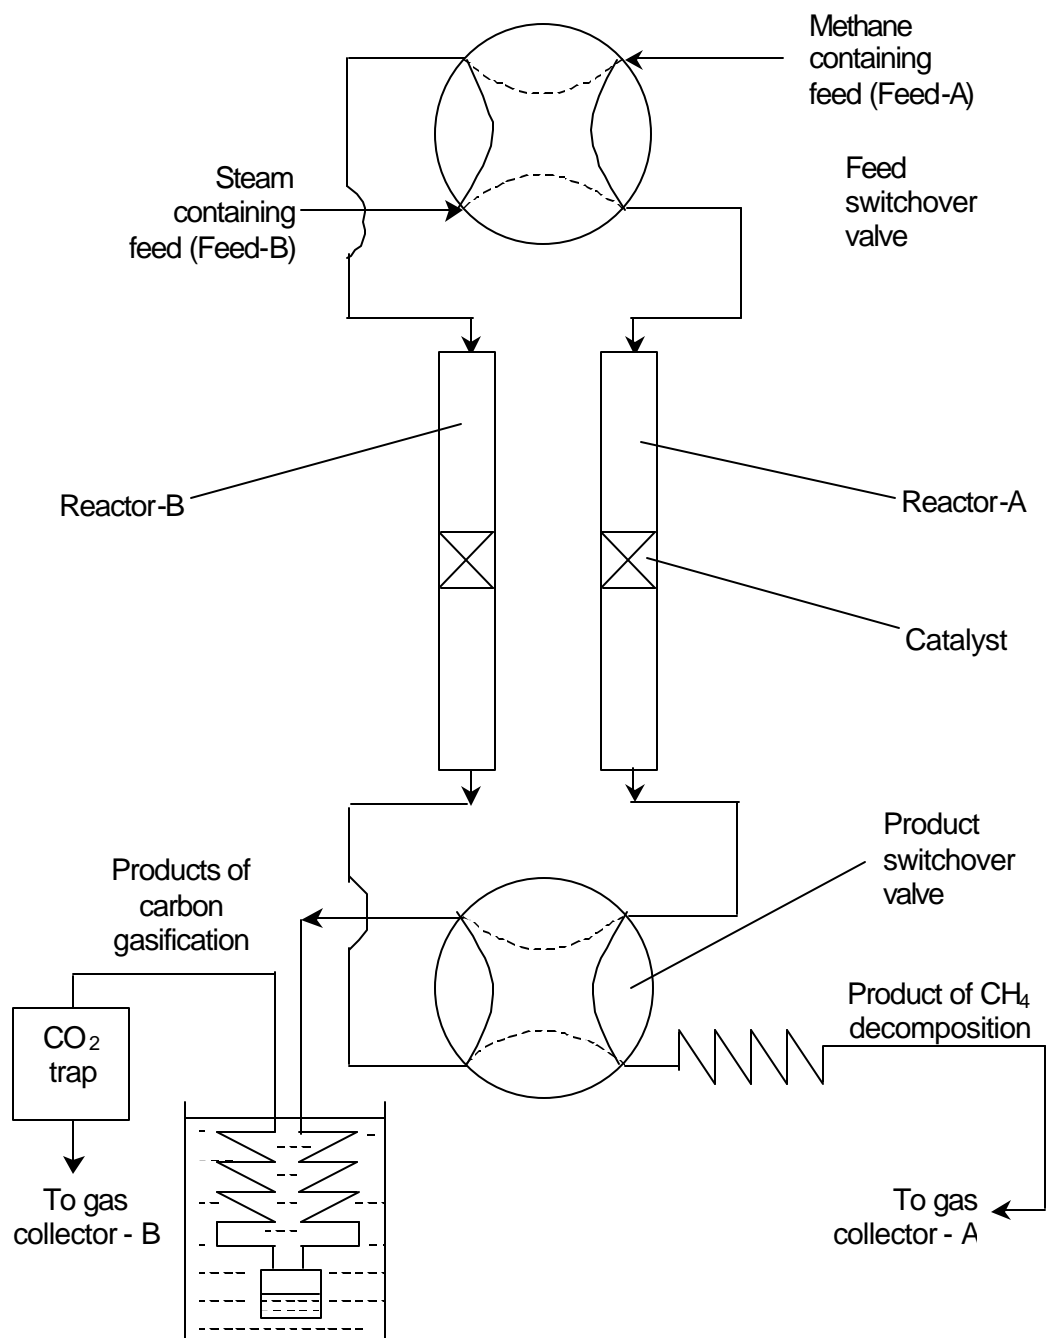 Methane
containing
feed (Feed-A)
Feed
switchover
valve
Steam
containing
feed (Feed-B)
Reactor-B
Reactor-A
Catalyst
Product
switchover
valve
Products of
carbon
gasification
Product of CH₄
decomposition
CO₂
trap
To gas
collector - B
To gas
collector - A